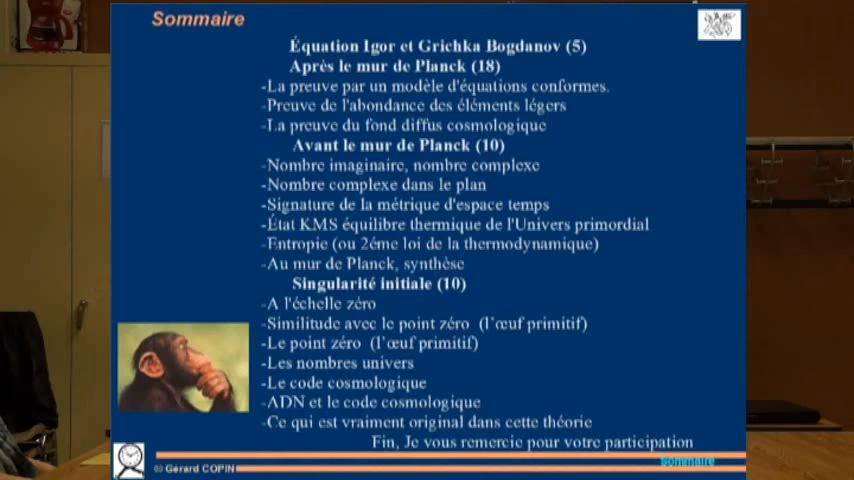 Sommaire
Équation Igor et Grichka Bogdanov (5)
Après le mur de Planck (18)
-La preuve par un modèle d'équations conformes.
-Preuve de l'abondance des éléments légers
-La preuve du fond diffus cosmologique
Avant le mur de Planck (10)
-Nombre imaginaire, nombre complexe
-Nombre complexe dans le plan
-Signature de la métrique d'espace temps
-État KMS équilibre thermique de l'Univers primordial
-Entropie (ou 2éme loi de la thermodynamique)
-Au mur de Planck, synthèse
Singularité initiale (10)
-A l'échelle zéro
-Similitude avec le point zéro (l'œuf primitif)
-Le point zéro (l'œuf primitif)
-Les nombres univers
-Le code cosmologique
-ADN et le code cosmologique
-Ce qui est vraiment original dans cette théorie
Fin, Je vous remercie pour votre participation
Sommaire
© Gérard COPIN